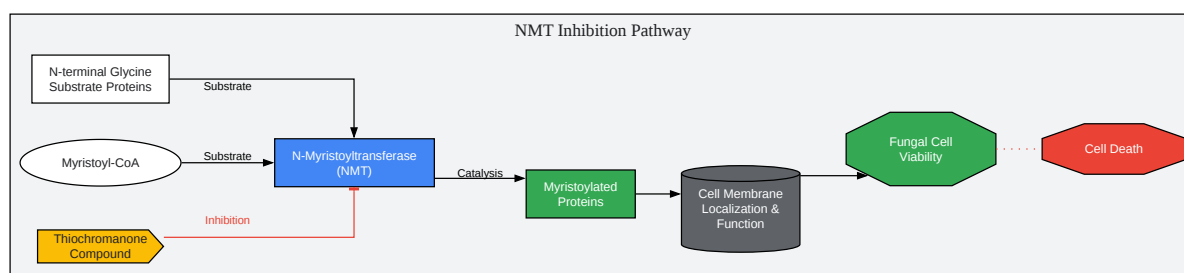 NMT Inhibition Pathway
N-terminal Glycine
Substrate Proteins
Substrate
Myristoyl-CoA
Substrate
N-Myristoyltransferase
(NMT)
Inhibition
Thiochromanone
Compound
Catalysis
Myristoylated
Proteins
Cell Membrane
Localization &
Function
Fungal Cell
Viability
Cell Death